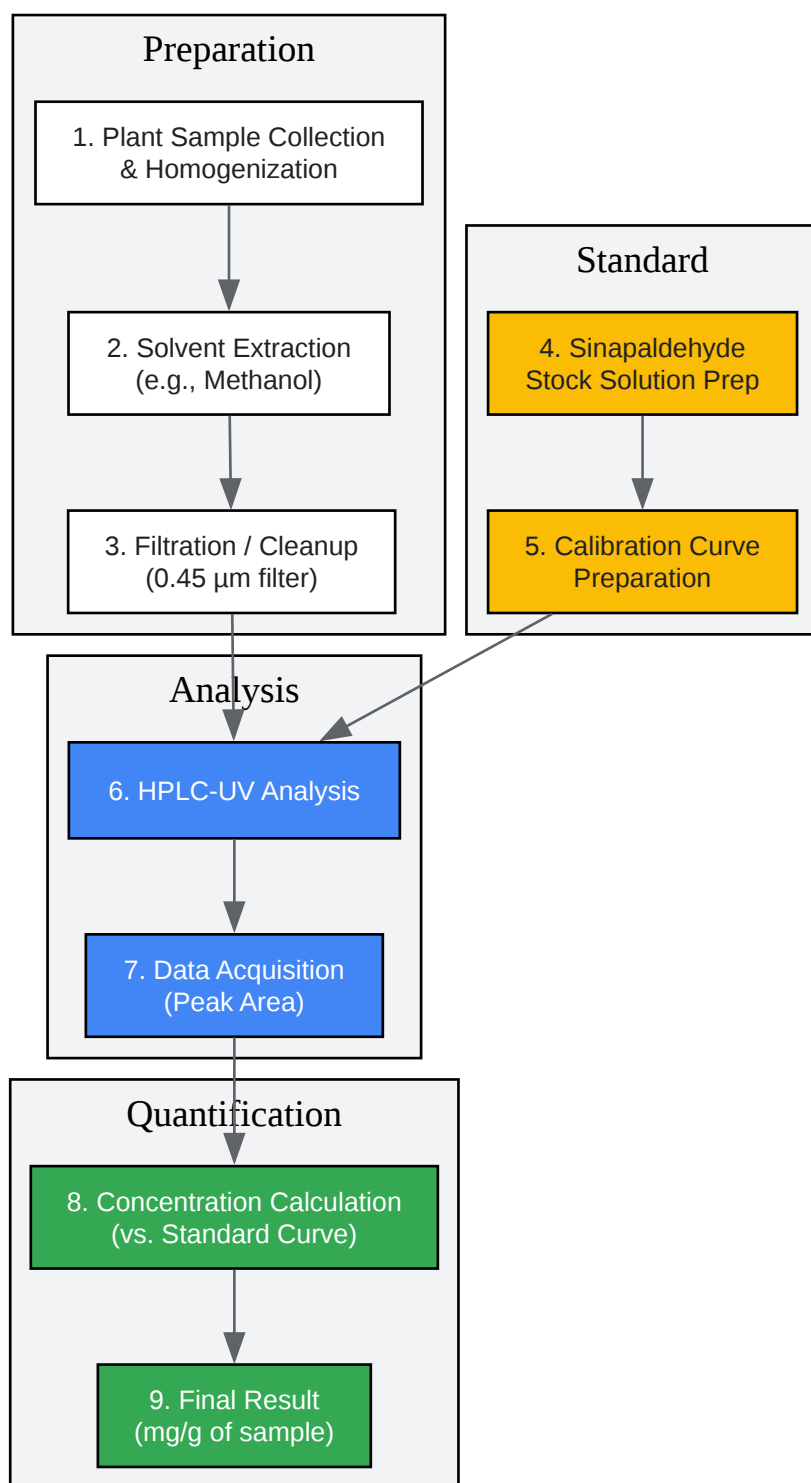 Preparation
1. Plant Sample Collection
& Homogenization
2. Solvent Extraction
(e.g., Methanol)
3. Filtration / Cleanup
(0.45 µm filter)
Standard
4. Sinapaldehyde
Stock Solution Prep
5. Calibration Curve
Preparation
Analysis
6. HPLC-UV Analysis
7. Data Acquisition
(Peak Area)
Quantification
8. Concentration Calculation
(vs. Standard Curve)
9. Final Result
(mg/g of sample)